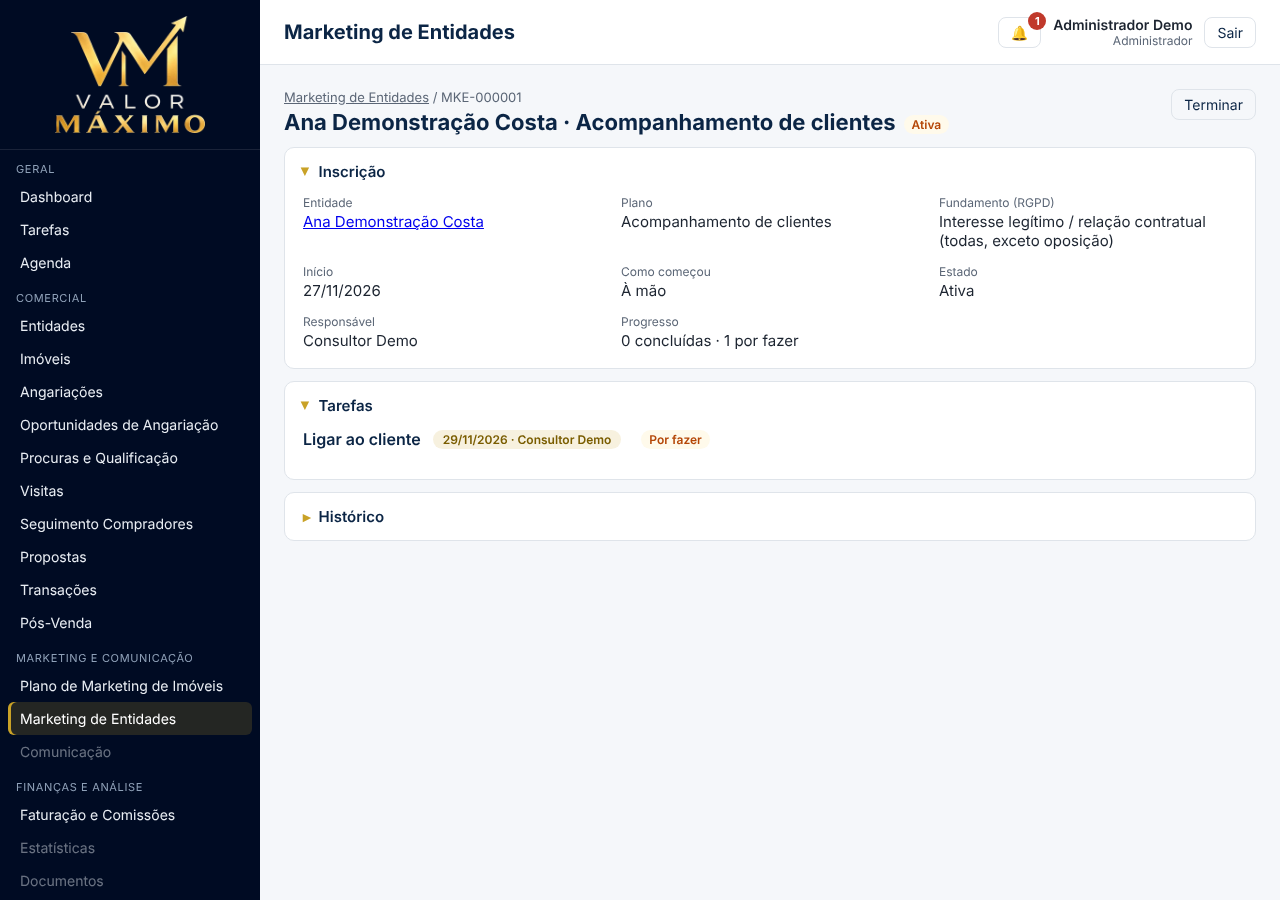 VM
VALOR
MÁXIMO
GERAL
Dashboard
Tarefas
Agenda
COMERCIAL
Entidades
Imóveis
Angariações
Oportunidades de Angariação
Procuras e Qualificação
Visitas
Seguimento Compradores
Propostas
Transações
Pós-Venda
MARKETING E COMUNICAÇÃO
Plano de Marketing de Imóveis
Marketing de Entidades
Comunicação
FINANÇAS E ANÁLISE
Faturação e Comissões
Estatísticas
Documentos
Marketing de Entidades
1
Administrador Demo
Administrador
Sair
Marketing de Entidades / MKE-000001
Ana Demonstração Costa · Acompanhamento de clientes Ativa
Terminar
Inscrição
Entidade
Ana Demonstração Costa
Plano
Acompanhamento de clientes
Fundamento (RGPD)
Interesse legítimo / relação contratual
(todas, exceto oposição)
Início
27/11/2026
Como começou
À mão
Estado
Ativa
Responsável
Consultor Demo
Progresso
0 concluídas · 1 por fazer
Tarefas
Ligar ao cliente 29/11/2026 · Consultor Demo Por fazer
Histórico